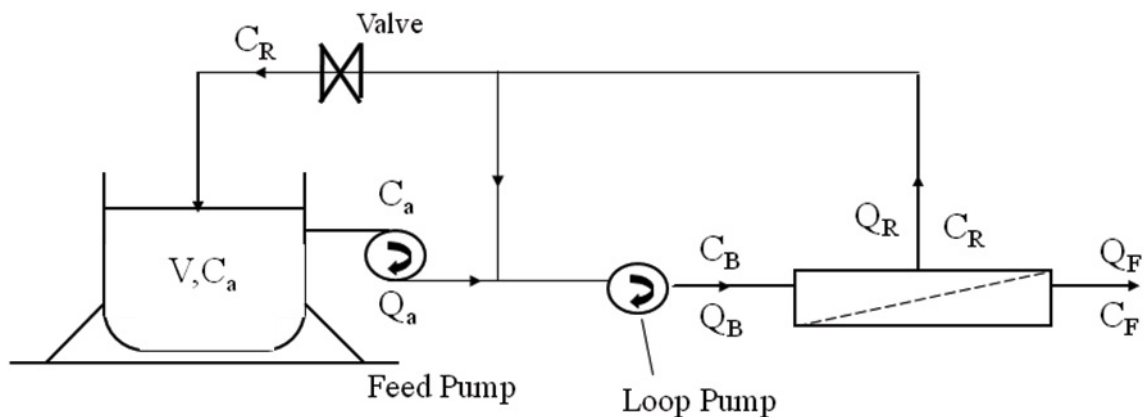 Valve
C_R
C_a
V,C_a
Q_a
Feed Pump
C_B
Q_B
Loop Pump
Q_R
C_R
Q_F
C_F